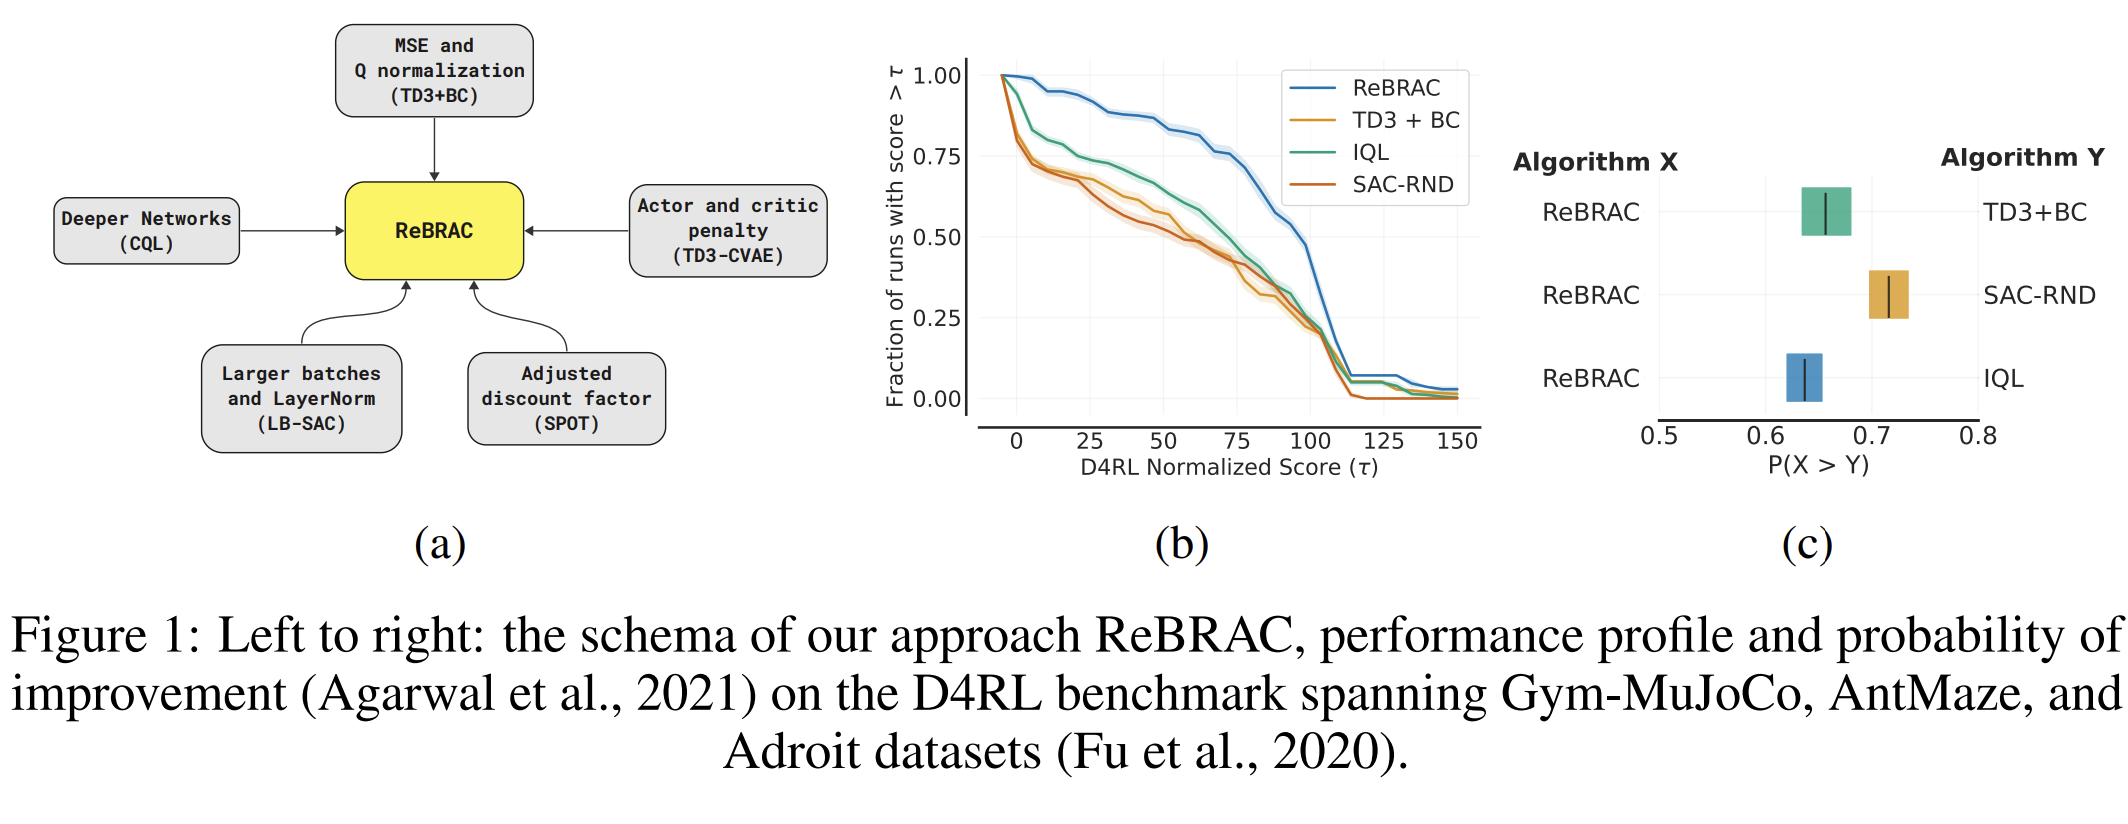 MSE and
Q normalization
(TD3+BC)
Deeper Networks
(CQL)
ReBRAC
Actor and critic
penalty
(TD3-CVAE)
Larger batches
and LayerNorm
(LB-SAC)
Adjusted
discount factor
(SPOT)
(a)
Fraction of runs with score > τ
1.00
0.75
0.50
0.25
0.00
ReBRAC
TD3 + BC
IQL
SAC-RND
0 25 50 75 100 125 150
D4RL Normalized Score (τ)
(b)
Algorithm X Algorithm Y
ReBRAC TD3+BC
ReBRAC SAC-RND
ReBRAC IQL
0.5 0.6 0.7 0.8
P(X > Y)
(c)
Figure 1: Left to right: the schema of our approach ReBRAC, performance profile and probability of
improvement (Agarwal et al., 2021) on the D4RL benchmark spanning Gym-MuJoCo, AntMaze, and
Adroit datasets (Fu et al., 2020).